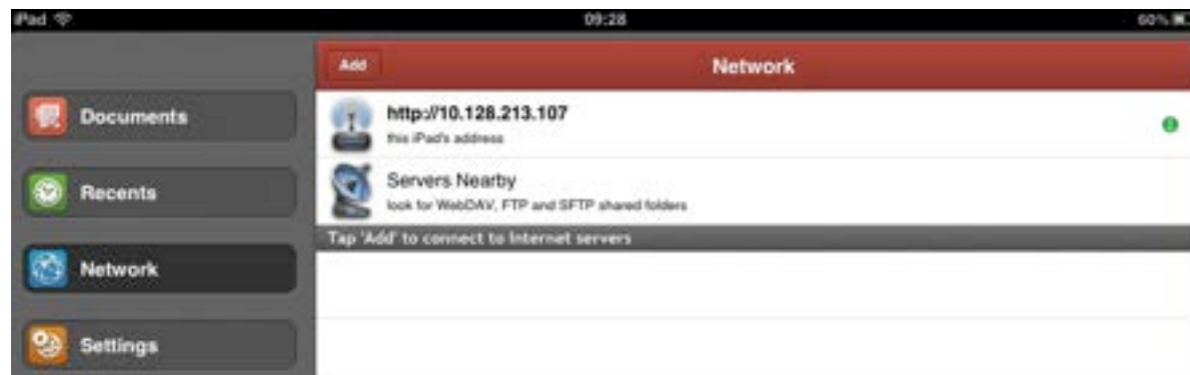 iPad 09:28 60%
Add Network
Documents
http://10.128.213.107
this iPad's address
Recents
Servers Nearby
look for WebDAV, FTP and SFTP shared folders
Tap 'Add' to connect to Internet servers
Network
Settings